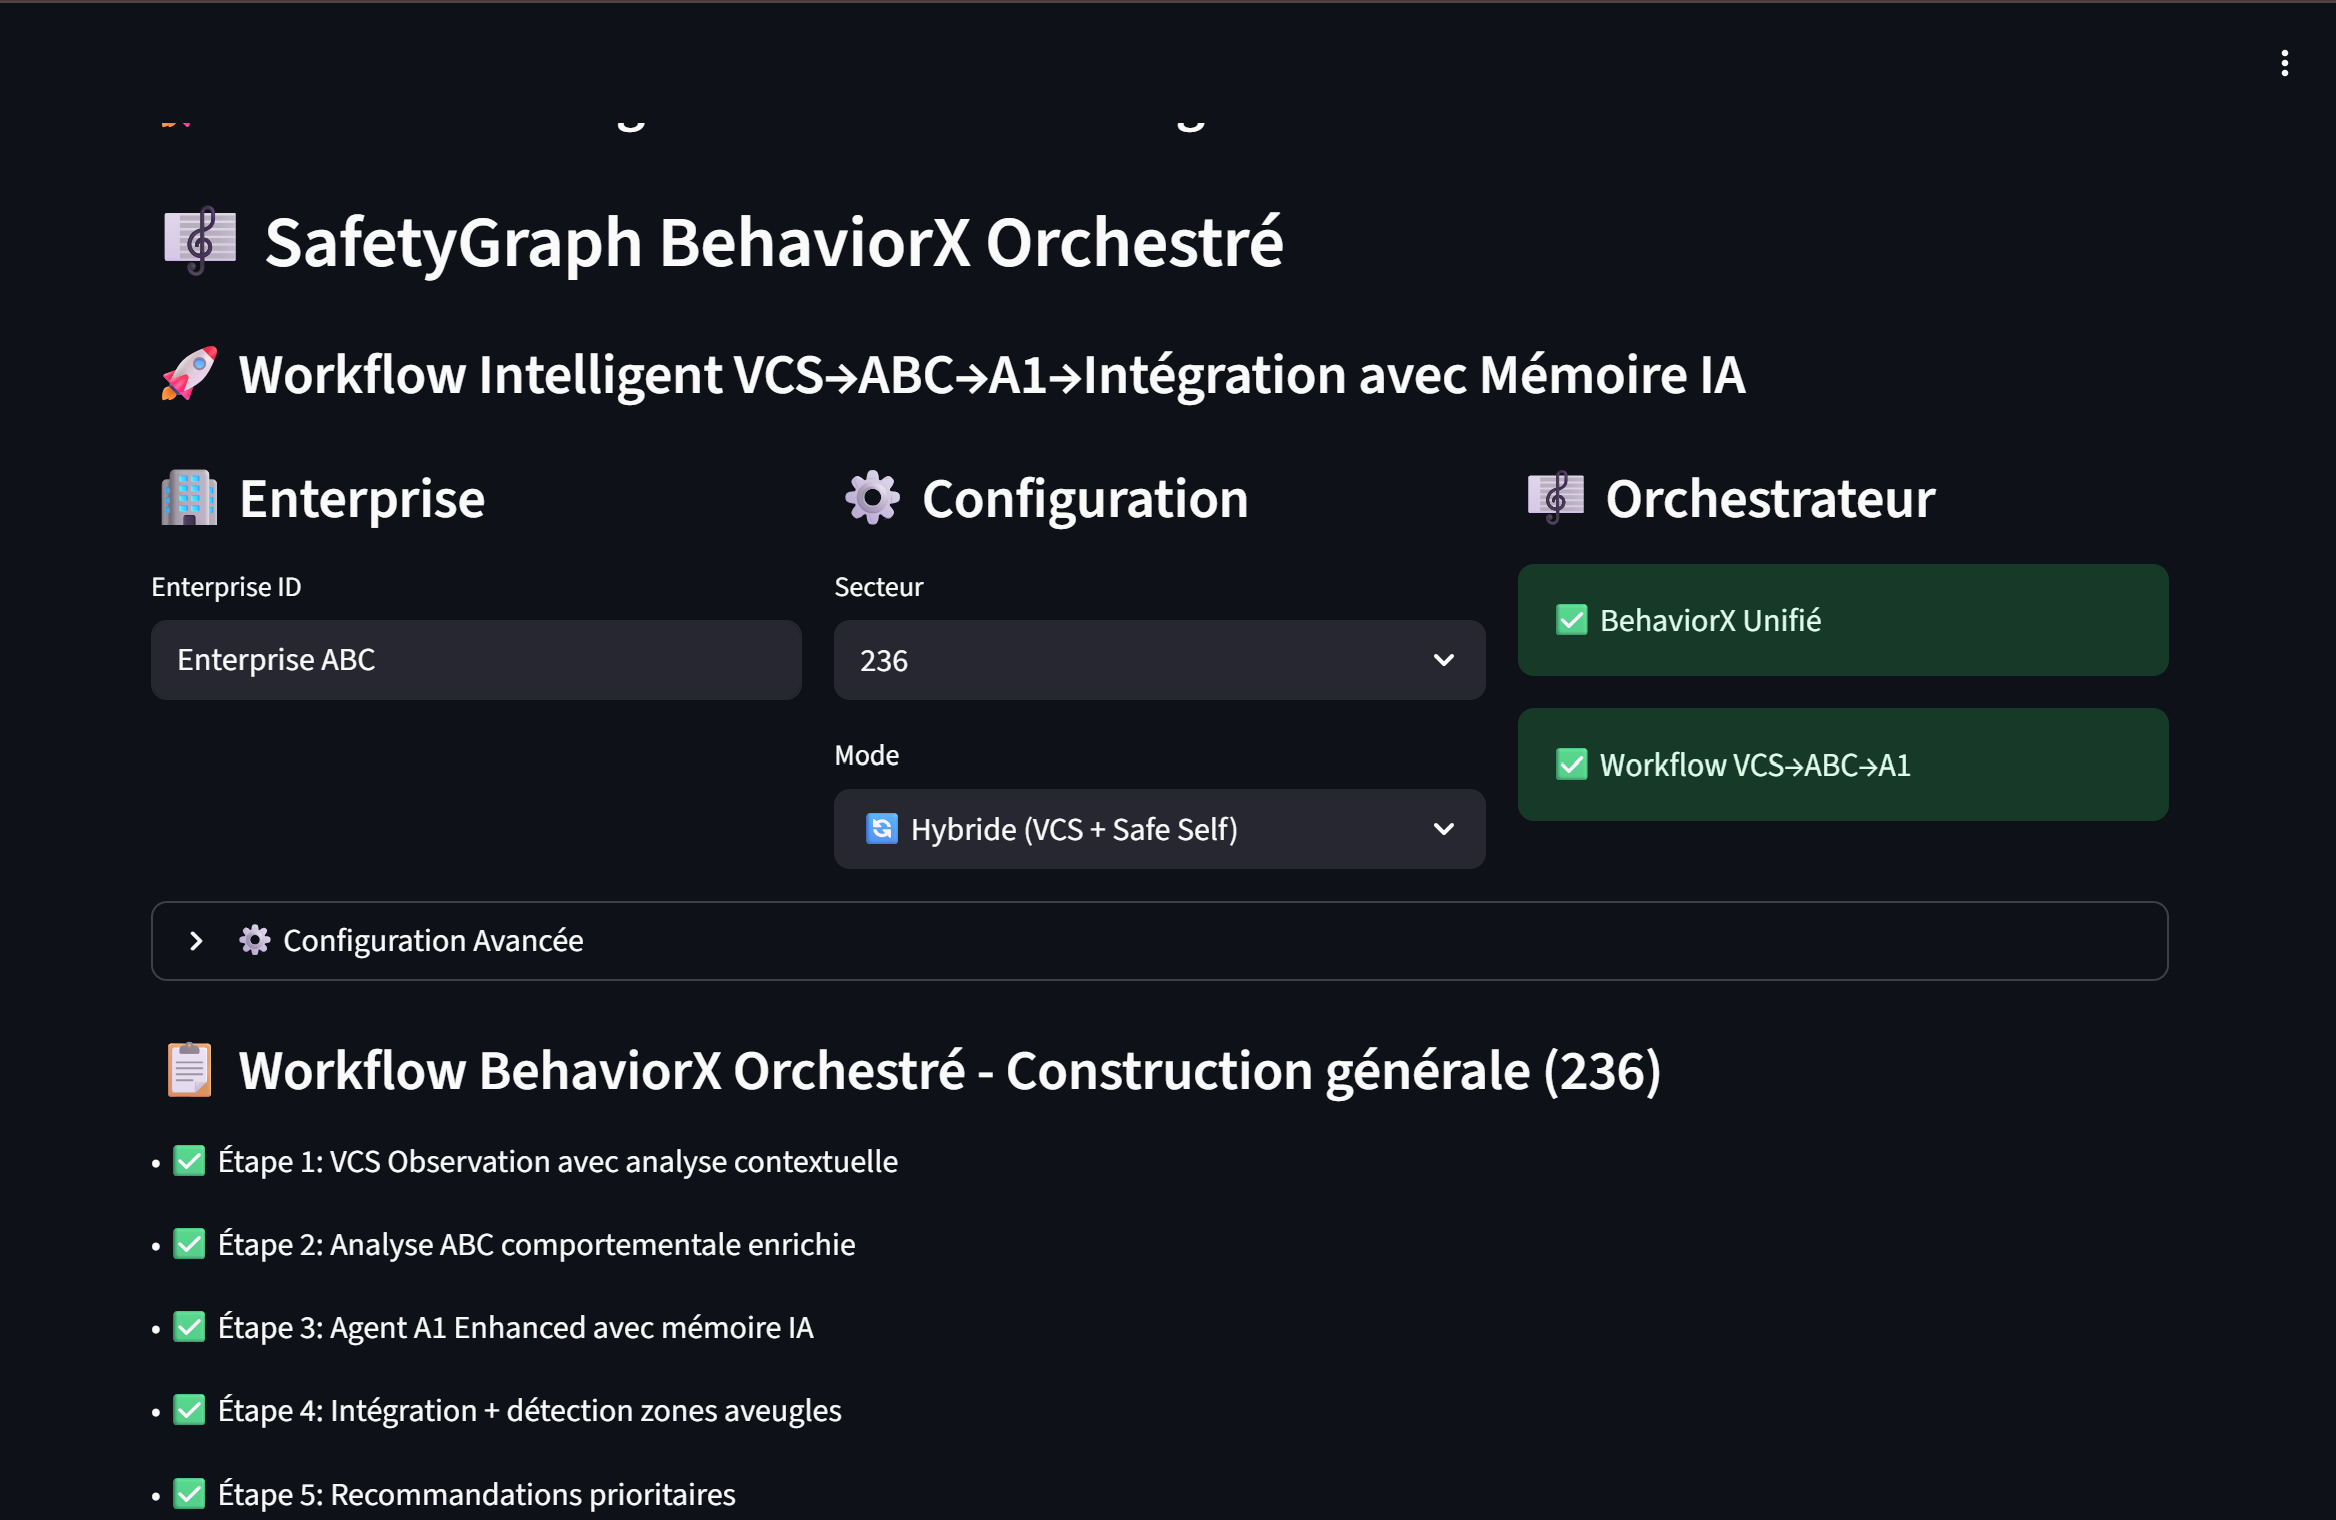 SafetyGraph BehaviorX Orchestré
Workflow Intelligent VCS→ABC→A1→Intégration avec Mémoire IA
Enterprise
Enterprise ID
Enterprise ABC
Configuration
Secteur
236
Mode
Hybride (VCS + Safe Self)
Orchestrateur
✅ BehaviorX Unifié
✅ Workflow VCS→ABC→A1
Configuration Avancée
Workflow BehaviorX Orchestré - Construction générale (236)
• ✅ Étape 1: VCS Observation avec analyse contextuelle
• ✅ Étape 2: Analyse ABC comportementale enrichie
• ✅ Étape 3: Agent A1 Enhanced avec mémoire IA
• ✅ Étape 4: Intégration + détection zones aveugles
• ✅ Étape 5: Recommandations prioritaires